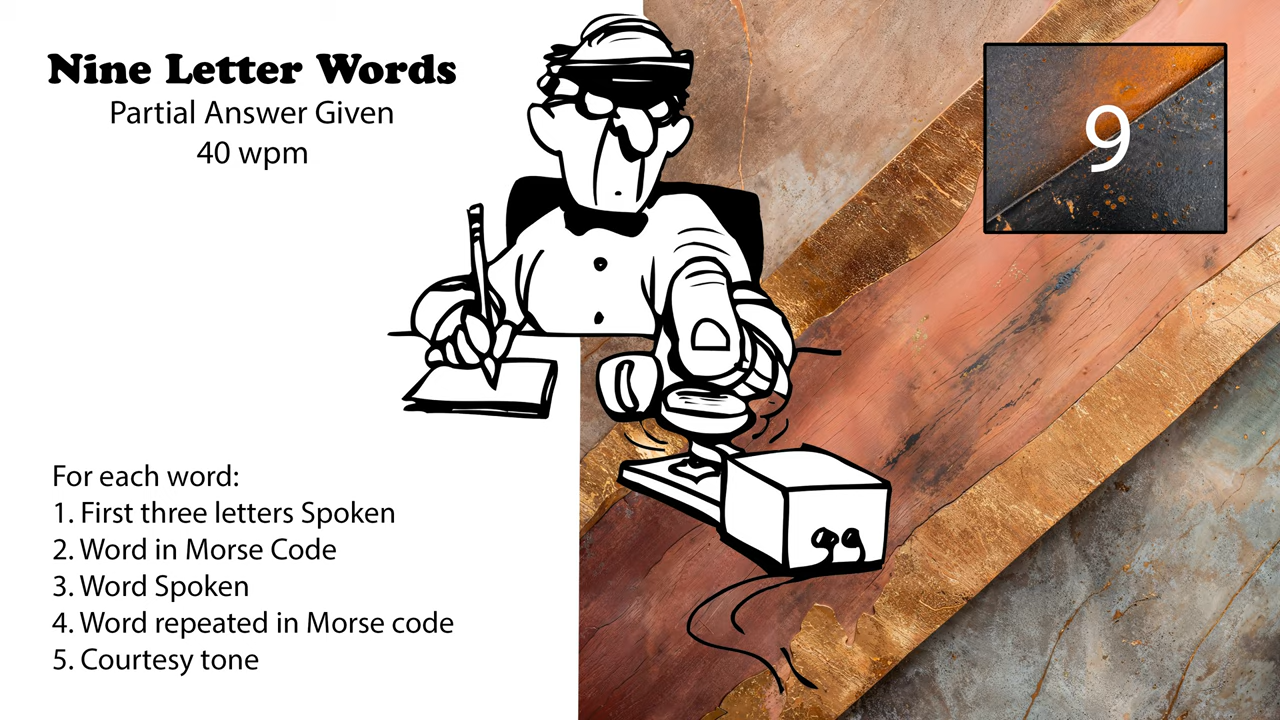 Nine Letter Words
Partial Answer Given
40 wpm
9
For each word:
1. First three letters Spoken
2. Word in Morse Code
3. Word Spoken
4. Word repeated in Morse code
5. Courtesy tone